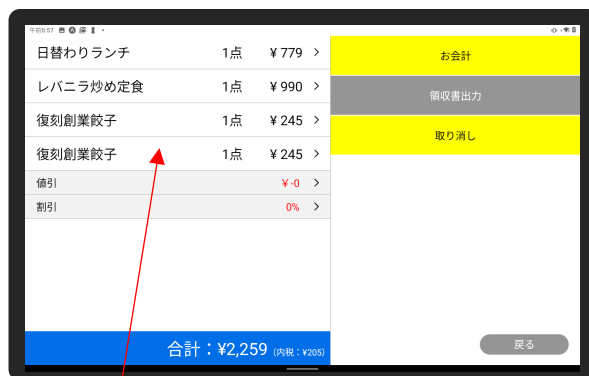 午前0:57
日替わりランチ 1点 ¥779
レバニラ炒め定食 1点 ¥990
復刻創業餃子 1点 ¥245
復刻創業餃子 1点 ¥245
値引 ¥-0
割引 0%
合計：¥2,259 (内税：¥205)
お会計
領収書出力
取り消し
戻る